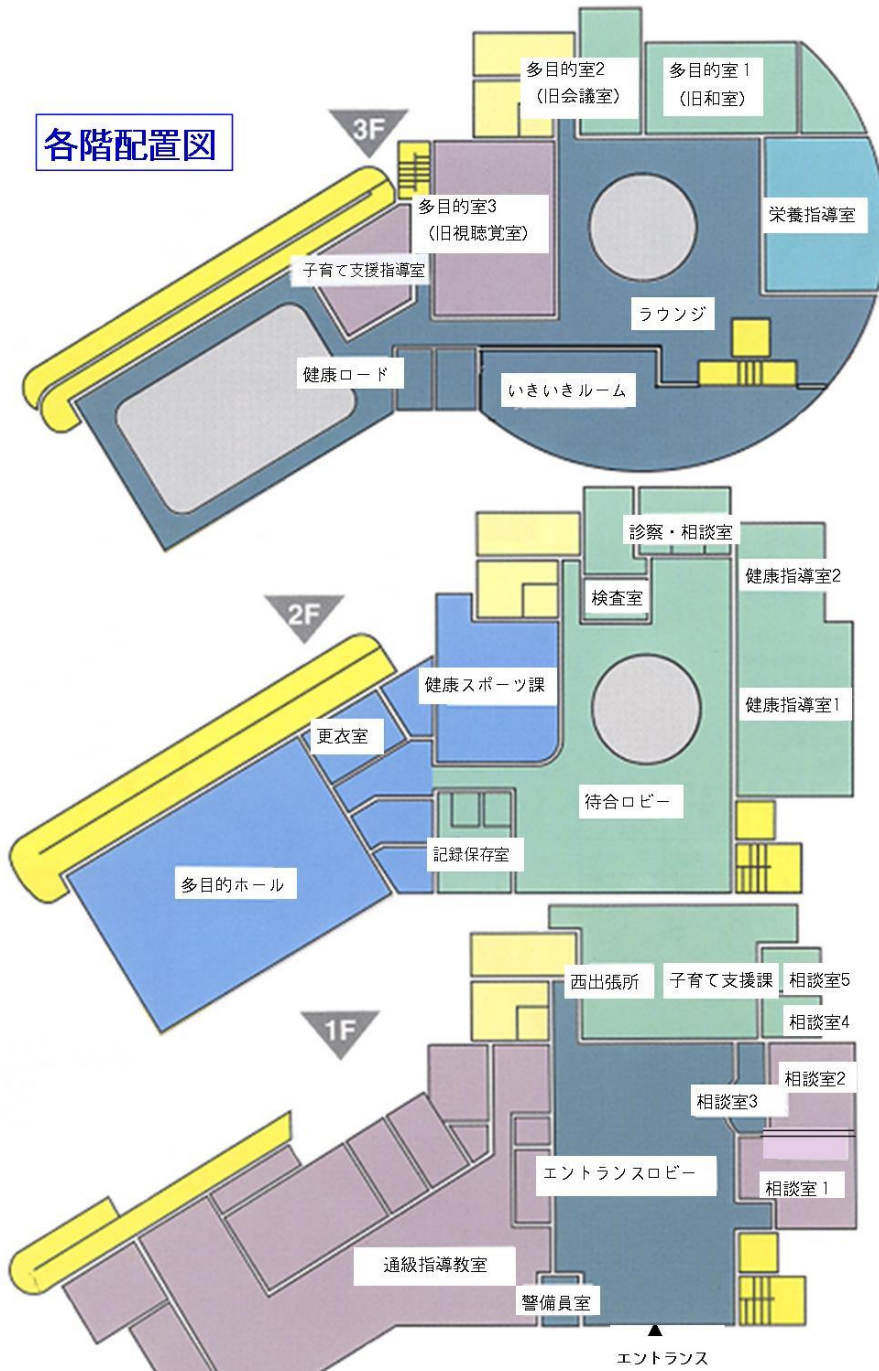 各階配置図
3F
多目的室2
(旧会議室)
多目的室1
(旧和室)
多目的室3
(旧視聴覚室)
栄養指導室
子育て支援指導室
ラウンジ
健康ロード
いきいきルーム
2F
診察・相談室
健康指導室2
検査室
健康スポーツ課
健康指導室1
更衣室
待合ロビー
記録保存室
多目的ホール
1F
西出張所
子育て支援課
相談室5
相談室4
相談室2
相談室3
エントランスロビー
相談室1
通級指導教室
警備員室
エントランス